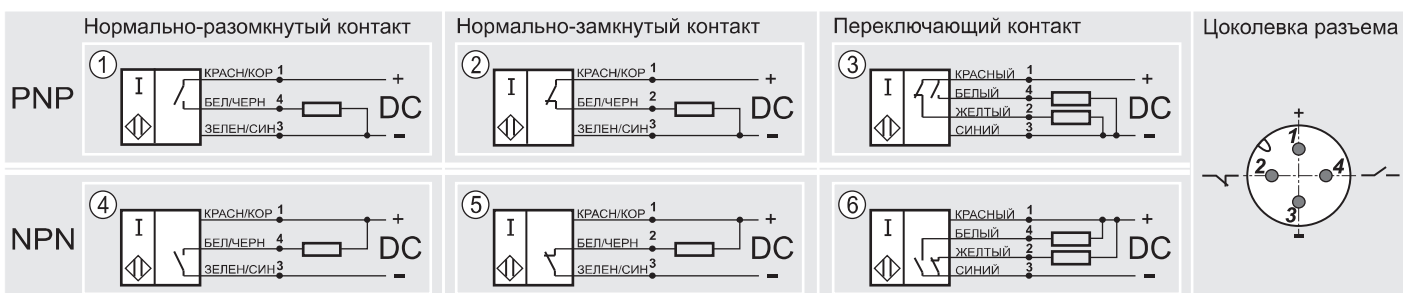 Нормально-разомкнутый контакт
Нормально-замкнутый контакт
Переключающий контакт
Цоколевка разъема
PNP
1
I
КРАСН/КОР 1
+
БЕЛ/ЧЕРН 4
DC
ЗЕЛЕН/СИН 3
-
2
I
КРАСН/КОР 1
+
БЕЛ/ЧЕРН 2
DC
ЗЕЛЕН/СИН 3
-
3
I
КРАСНЫЙ 1
+
БЕЛЫЙ 4
ЖЕЛТЫЙ 2
DC
СИНИЙ 3
-
NPN
4
I
КРАСН/КОР 1
+
БЕЛ/ЧЕРН 4
DC
ЗЕЛЕН/СИН 3
-
5
I
КРАСН/КОР 1
+
БЕЛ/ЧЕРН 2
DC
ЗЕЛЕН/СИН 3
-
6
I
КРАСНЫЙ 1
+
БЕЛЫЙ 4
ЖЕЛТЫЙ 2
DC
СИНИЙ 3
-
+
1
2
4
3
-